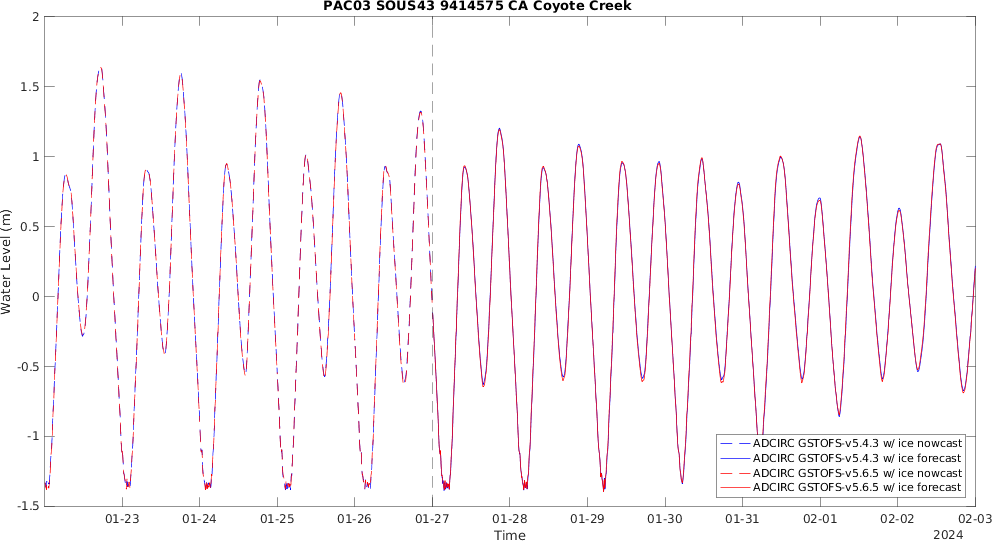 PAC03 SOUS43 9414575 CA Coyote Creek
2
1.5
1
0.5
0
-0.5
-1
-1.5
Water Level (m)
01-23 01-24 01-25 01-26 01-27 01-28 01-29 01-30 01-31 02-01 02-02 02-03
Time
2024
ADCIRC GSTOFS-v5.4.3 w/ ice nowcast
ADCIRC GSTOFS-v5.4.3 w/ ice forecast
ADCIRC GSTOFS-v5.6.5 w/ ice nowcast
ADCIRC GSTOFS-v5.6.5 w/ ice forecast